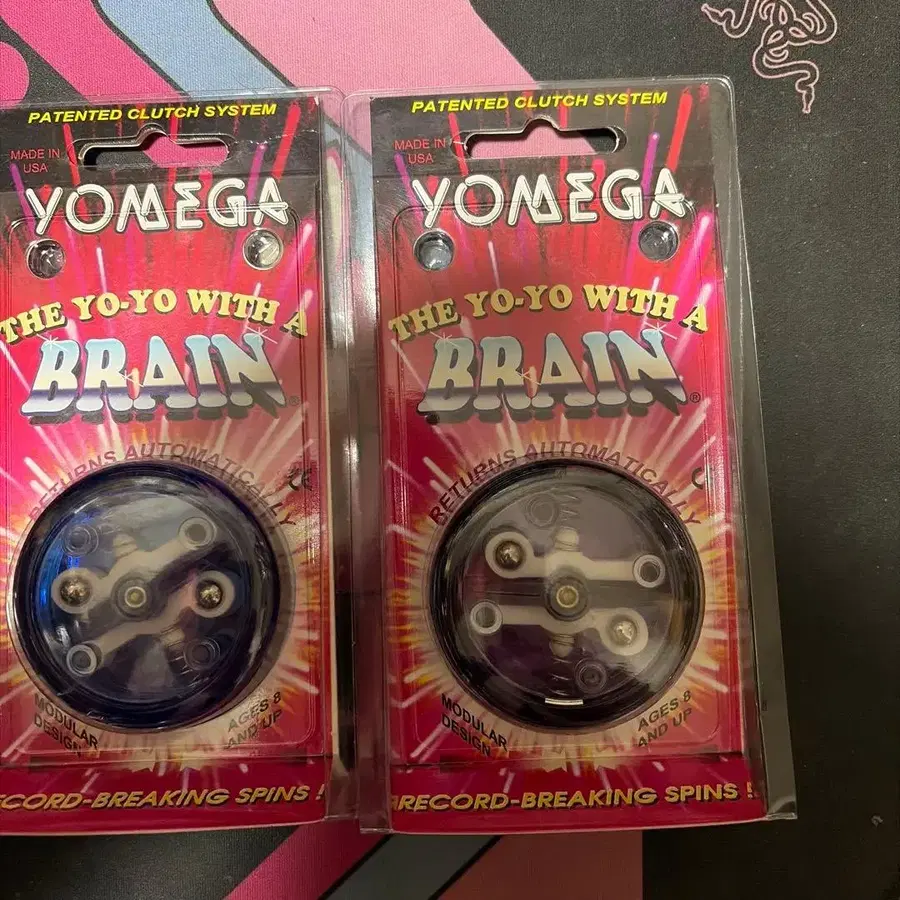 PATENTED CLUTCH SYSTEM
MADE IN
USA
YOMEGA
THE YO-YO WITH A
BRAIN®
RETURNS AUTOMATICALLY
MODULAR
DESIGN
AGES 8
AND UP
RECORD-BREAKING SPINS !
PATENTED CLUTCH SYSTEM
MADE IN
USA
YOMEGA
THE YO-YO WITH A
BRAIN®
RETURNS AUTOMATICALLY
MODULAR
DESIGN
AGES 8
AND UP
RECORD-BREAKING SPINS !